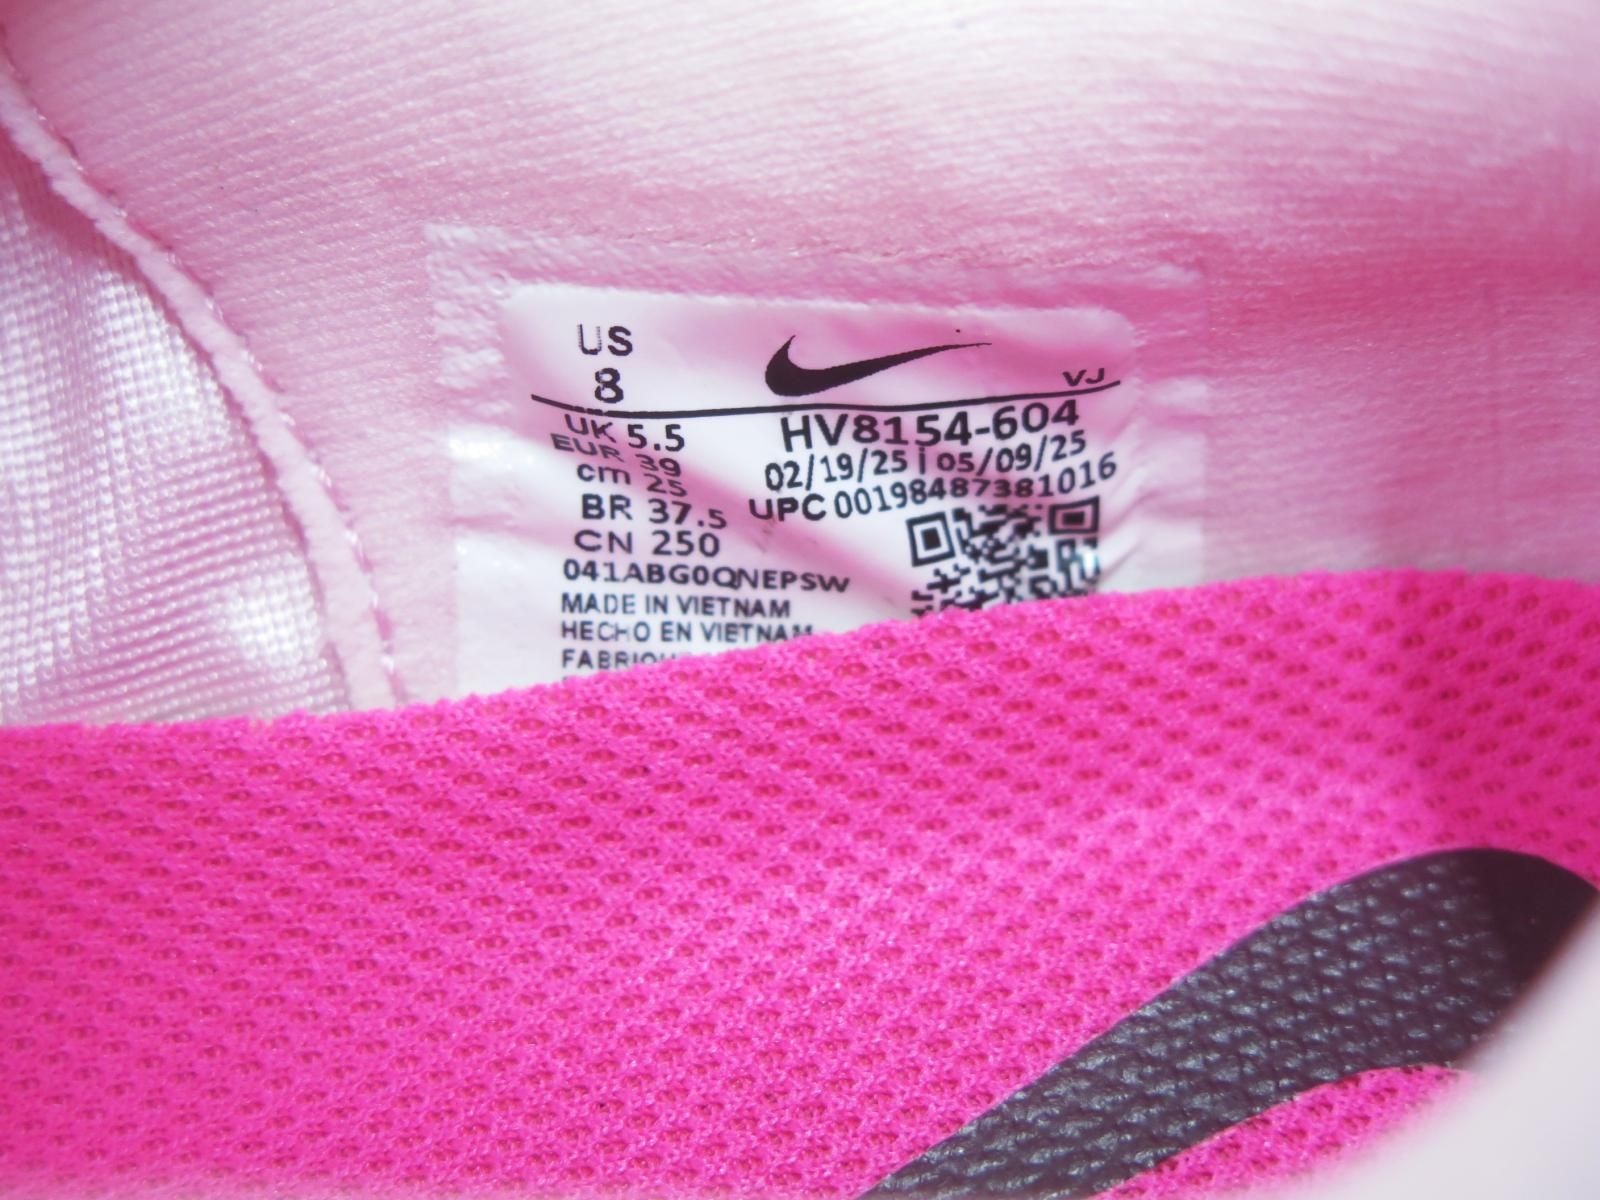 US
8
VJ
UK 5.5
EUR 39
cm 25
BR 37.5
CN 250
HV8154-604
02/19/25 | 05/09/25
UPC 00198487381016
041ABG0QNEPSW
MADE IN VIETNAM
HECHO EN VIETNAM